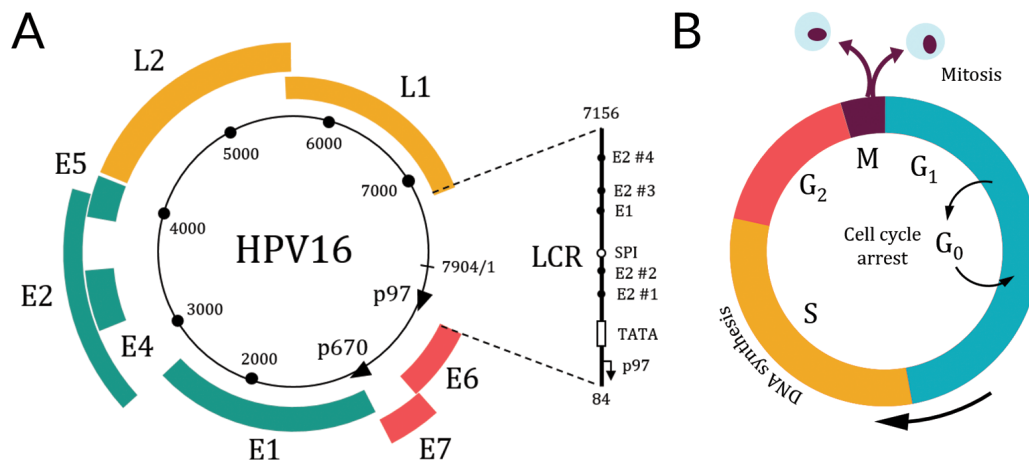 A
L2
L1
E5
E2
E4
E1
E6
E7
HPV16
5000
6000
7000
4000
3000
2000
7904/1
p97
p670
LCR
7156
E2 #4
E2 #3
E1
SPI
E2 #2
E2 #1
TATA
p97
84
B
Mitosis
M
G1
G2
Cell cycle
arrest
G0
S
DNA synthesis